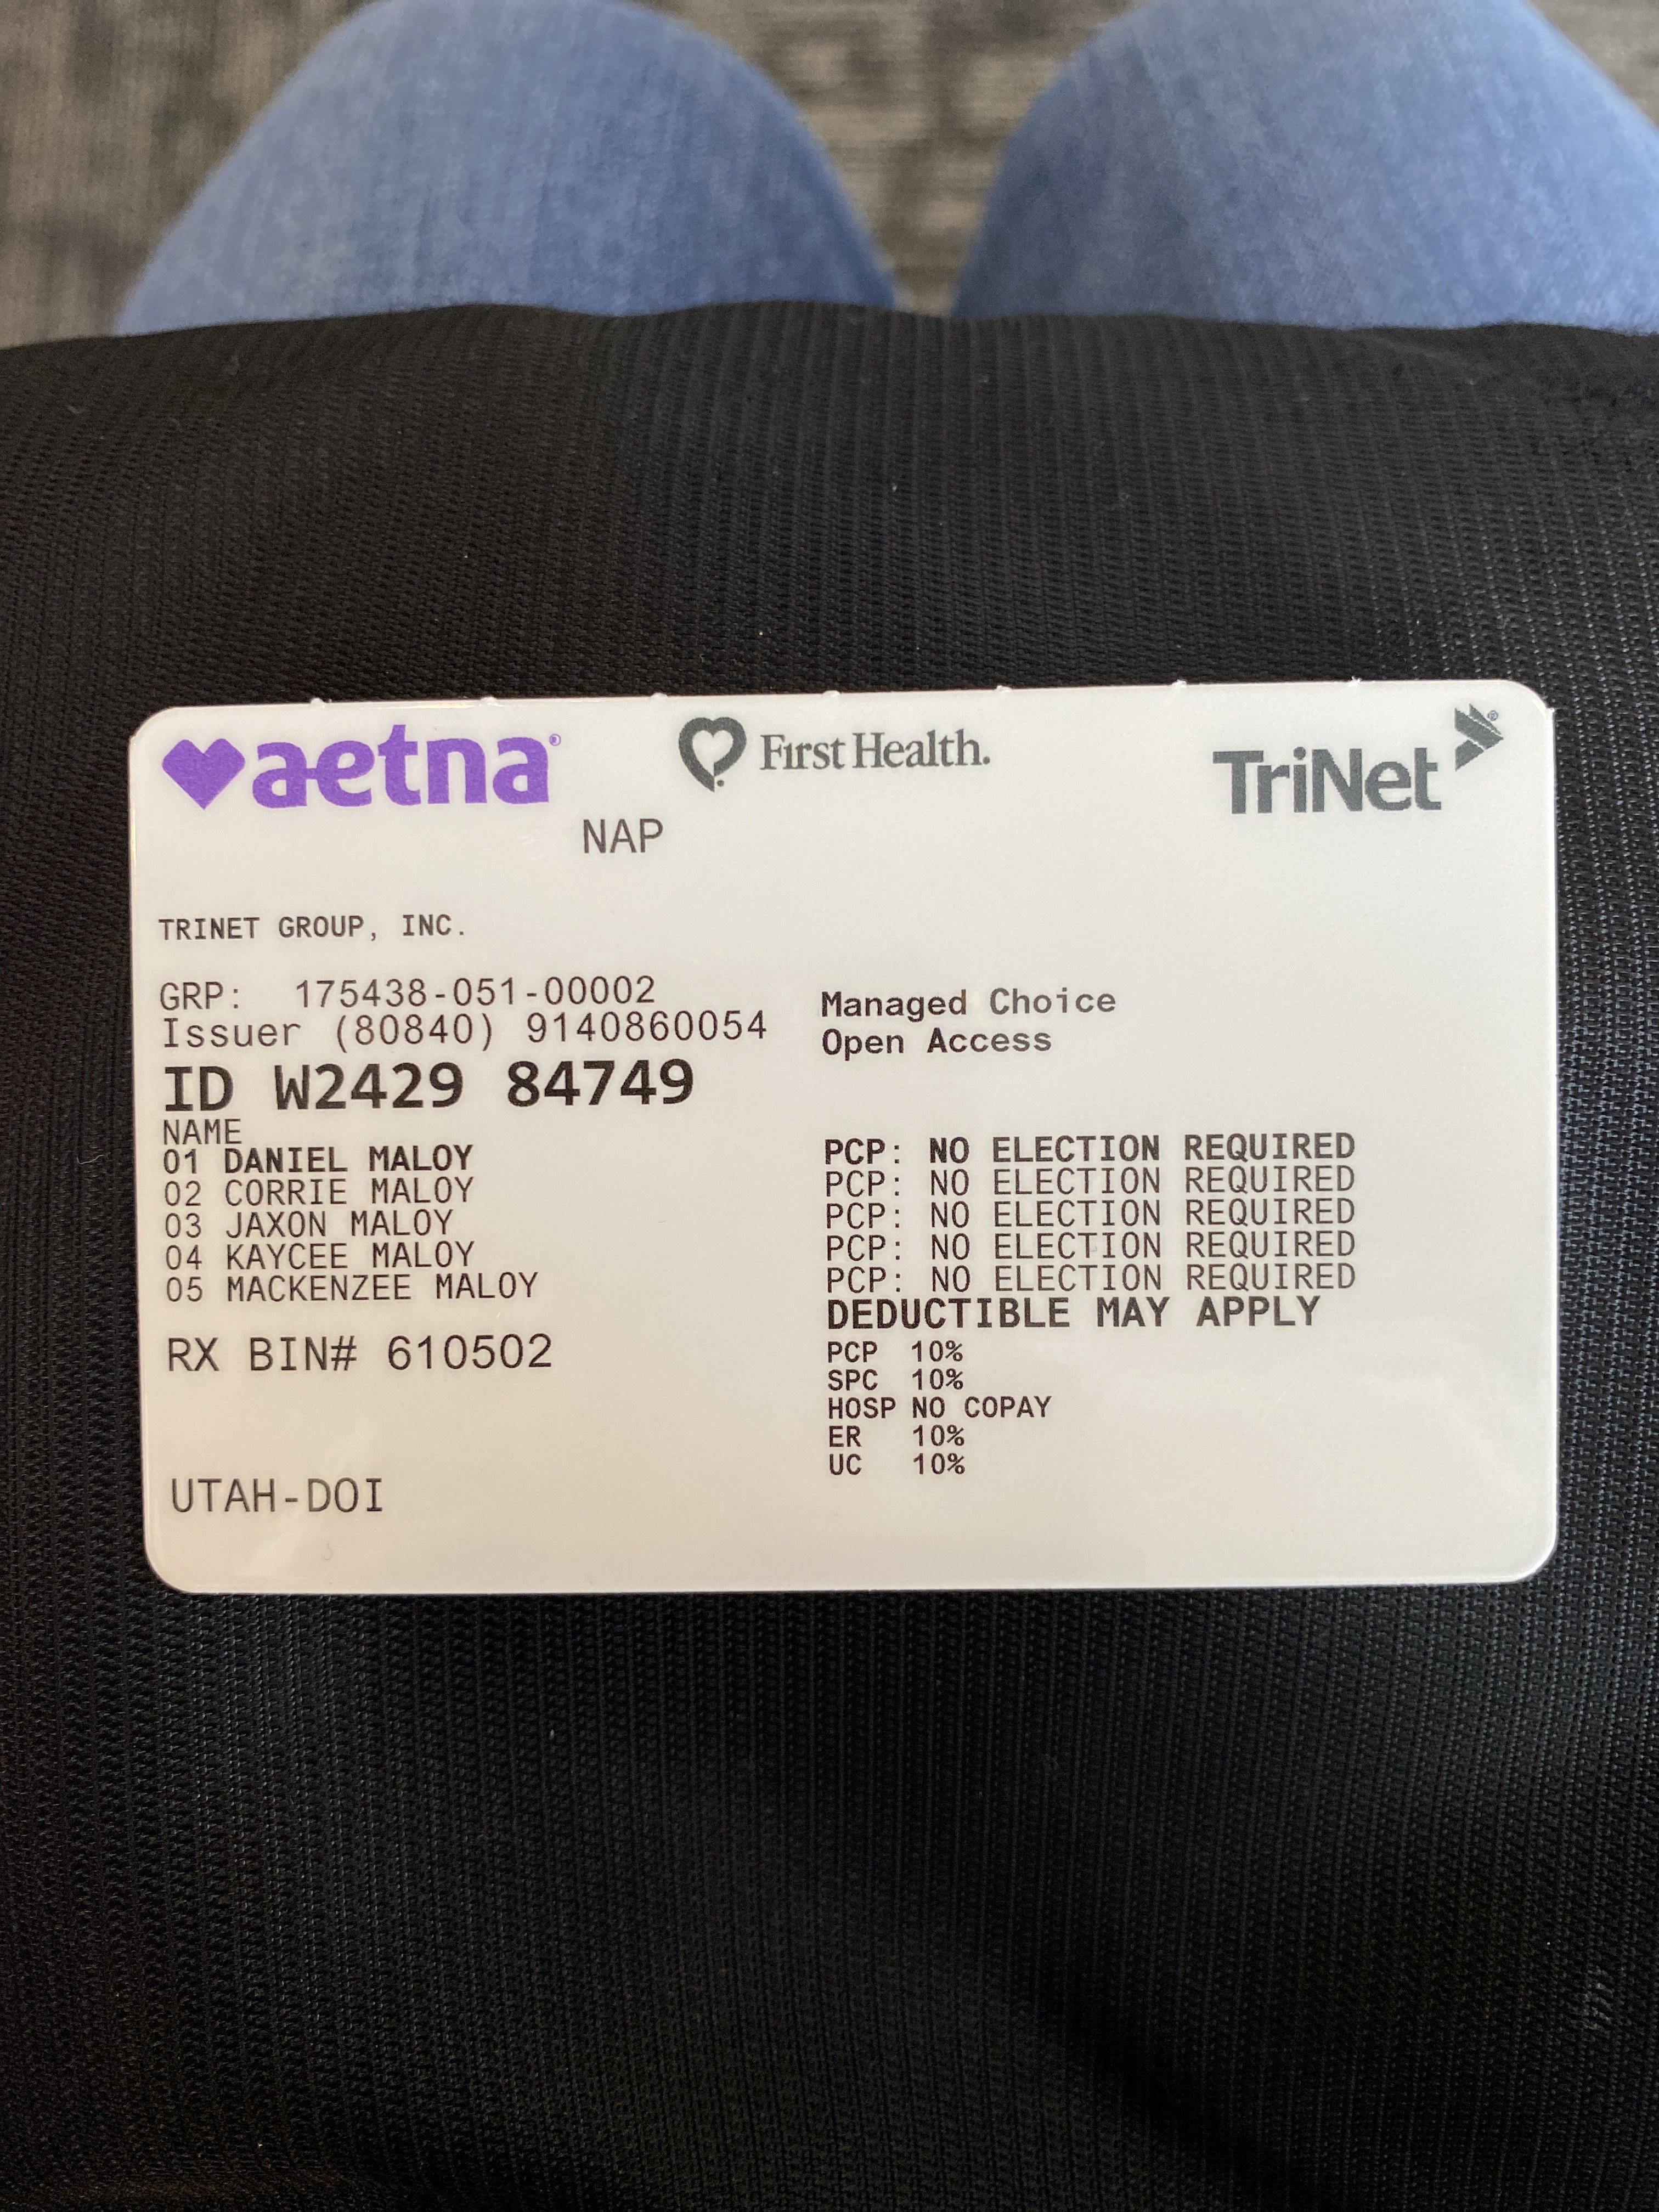 aetna® First Health. TriNet®
NAP
TRINET GROUP, INC.
GRP: 175438-051-00002
Issuer (80840) 9140860054
Managed Choice
Open Access
ID W2429 84749
NAME
01 DANIEL MALOY PCP: NO ELECTION REQUIRED
02 CORRIE MALOY PCP: NO ELECTION REQUIRED
03 JAXON MALOY PCP: NO ELECTION REQUIRED
04 KAYCEE MALOY PCP: NO ELECTION REQUIRED
05 MACKENZEE MALOY PCP: NO ELECTION REQUIRED
DEDUCTIBLE MAY APPLY
RX BIN# 610502
PCP 10%
SPC 10%
HOSP NO COPAY
ER 10%
UC 10%
UTAH-DOI